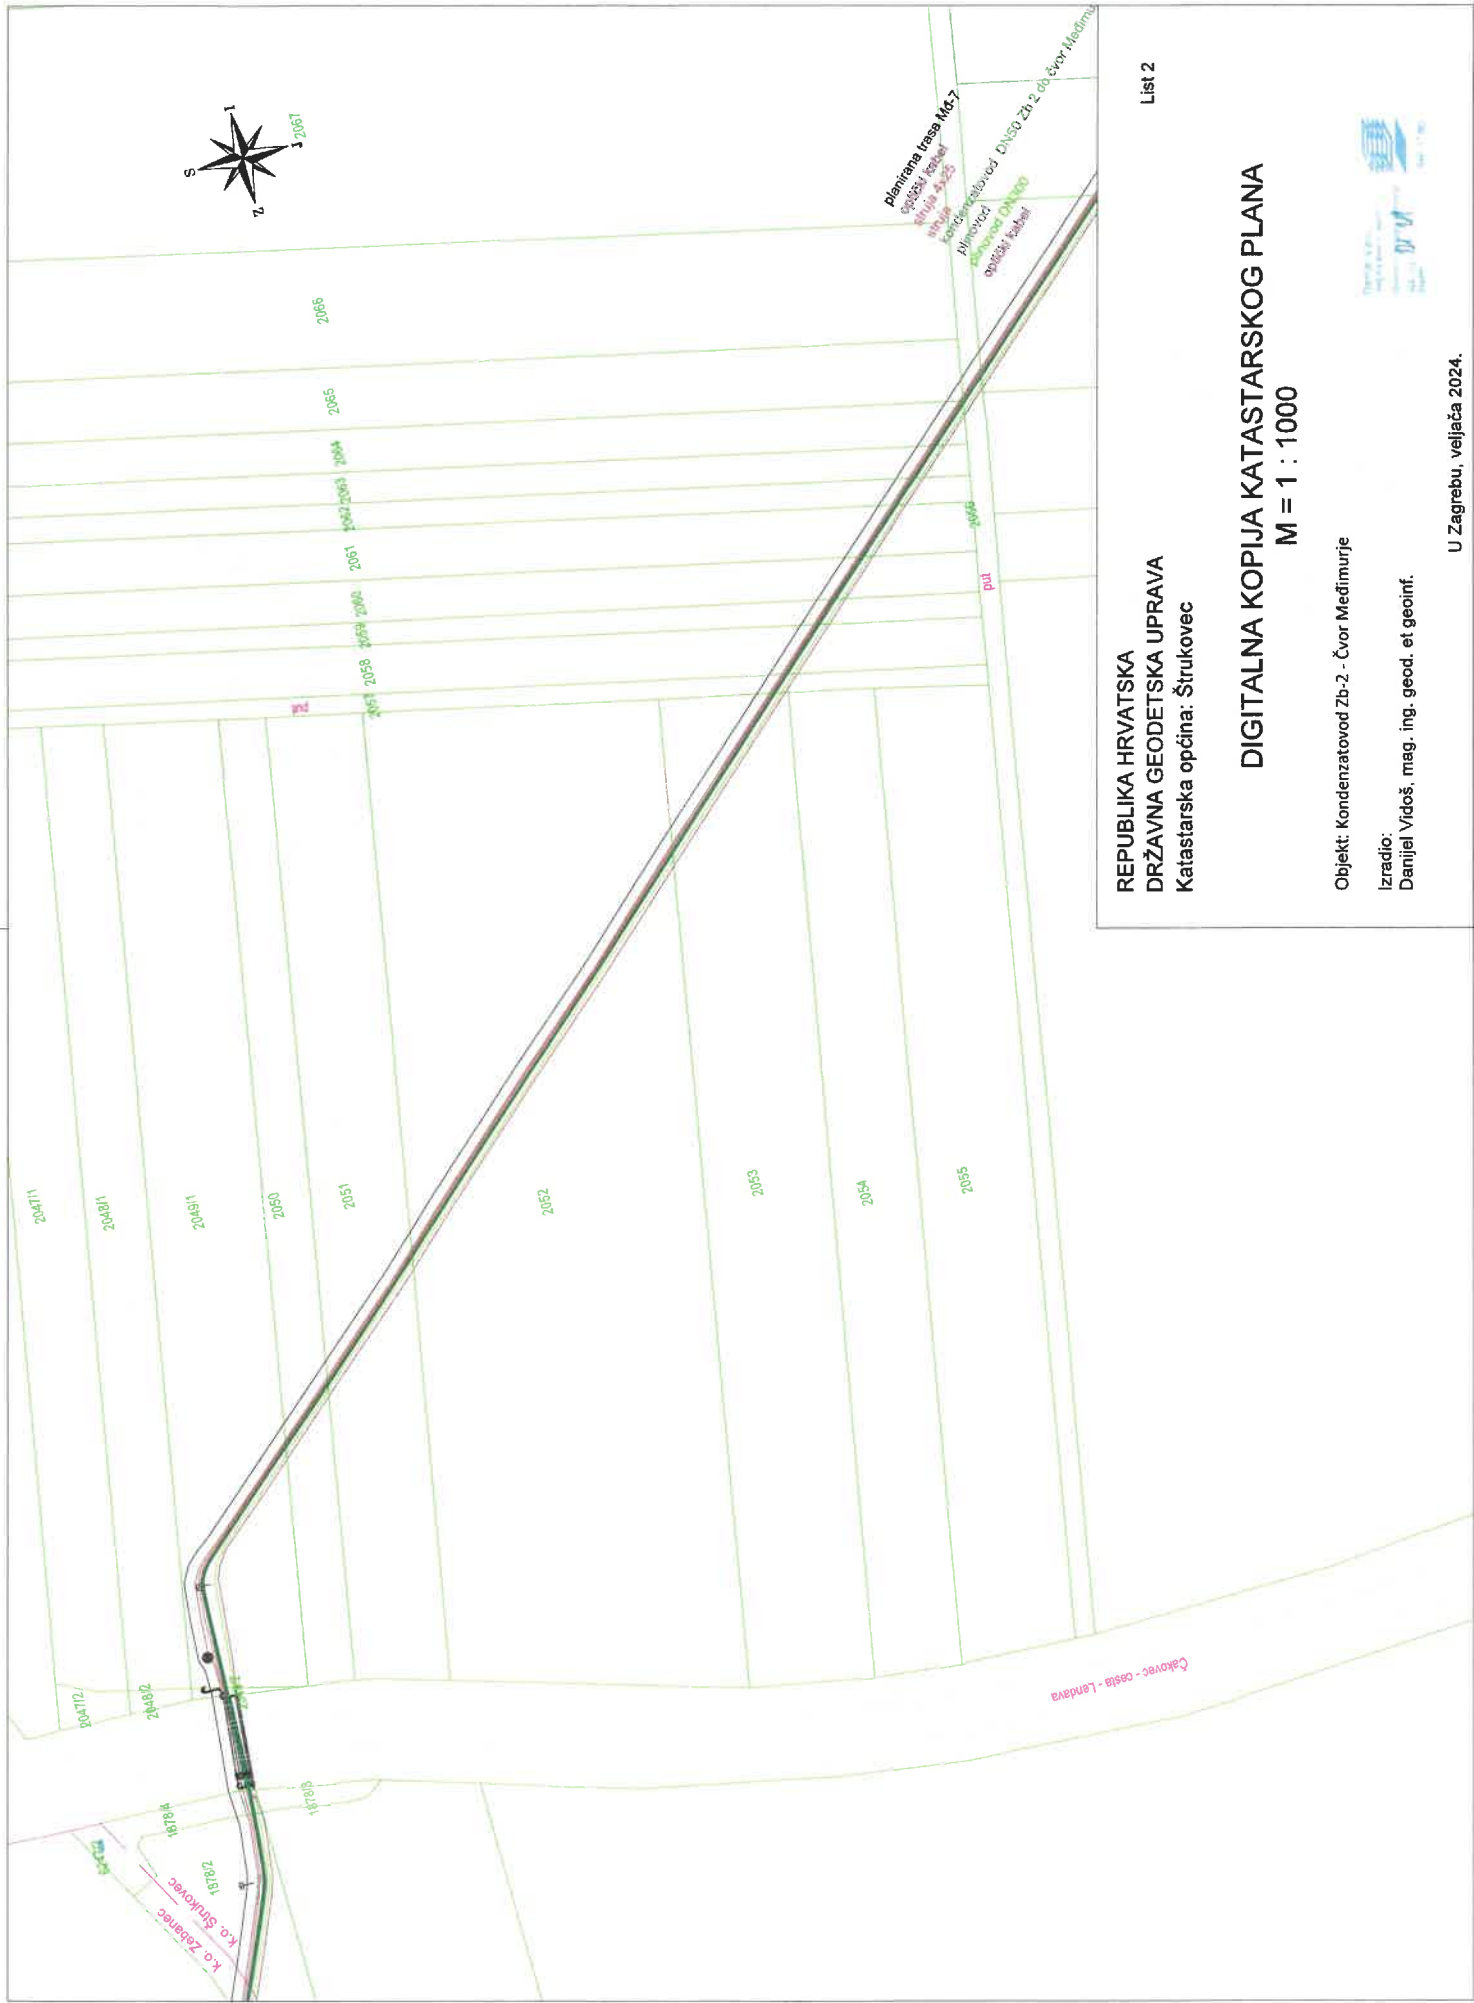 List 2
REPUBLIKA HRVATSKA
DRŽAVNA GEODETSKA UPRAVA
Katastarska općina: Štrukovec
DIGITALNA KOPIJA KATASTARSKOG PLANA
M = 1 : 1000
Objekt: Kondenzatovod Zb-2 - Čvor Međimurje
Izradio:
Danijel Vidoš, mag. ing. geod. et geoinf.
U Zagrebu, veljača 2024.
S
I
J
Z
2067
2066
2065
2064
2063
2062
2061
2060
2059
2058
2057
put
2066
planirana trasa Md-7
optički kabel
struja 4x25
struja
kondenzatovod DN50 Zb-2 do čvor Međimu
plinovod
plinovod DN300
optički kabel
2047/1
2048/1
2049/1
2050
2051
2052
2053
2054
2055
2047/2
2048/2
1878/4
1878/3
1878/2
k.o. Žebanec
k.o. Štrukovec
Čakovec - cesta - Lendava